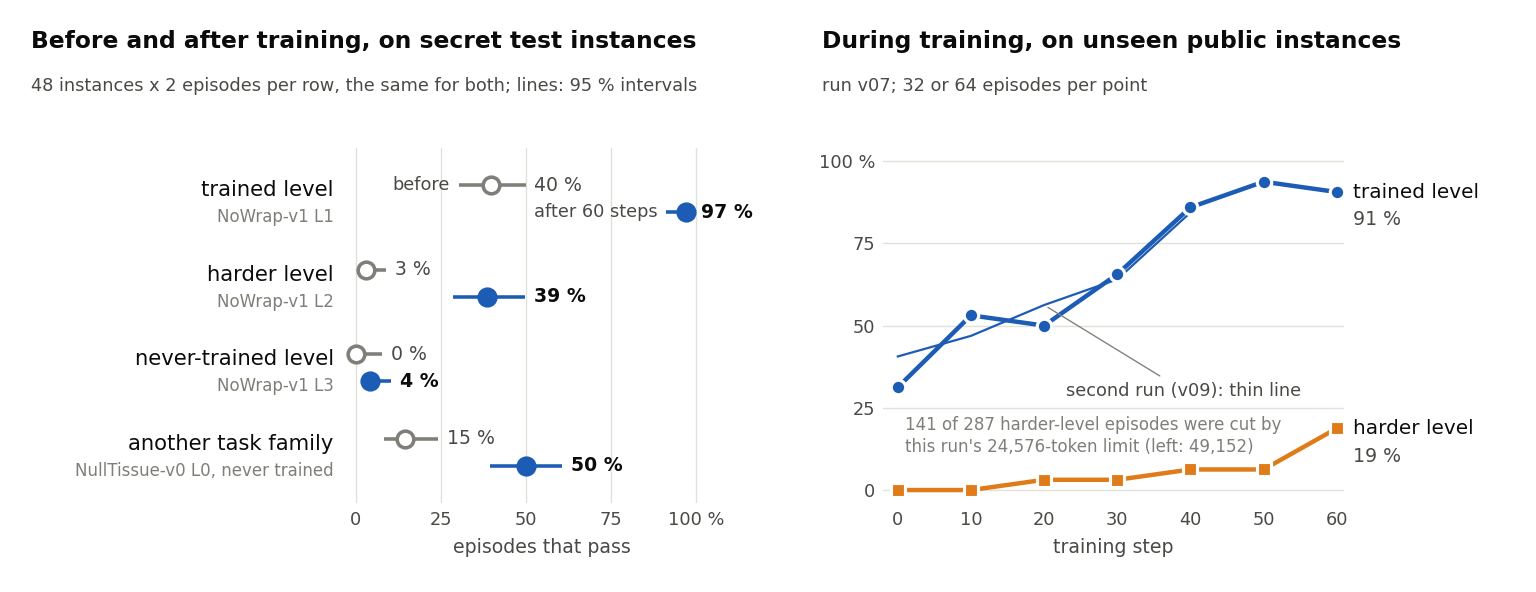 Before and after training, on secret test instances
48 instances x 2 episodes per row, the same for both; lines: 95 % intervals
trained level
NoWrap-v1 L1
before
40 %
after 60 steps
97 %
harder level
NoWrap-v1 L2
3 %
39 %
never-trained level
NoWrap-v1 L3
0 %
4 %
another task family
NullTissue-v0 L0, never trained
15 %
50 %
0
25
50
75
100 %
episodes that pass
During training, on unseen public instances
run v07; 32 or 64 episodes per point
100 %
75
50
25
0
trained level
91 %
second run (v09): thin line
141 of 287 harder-level episodes were cut by
this run's 24,576-token limit (left: 49,152)
harder level
19 %
0
10
20
30
40
50
60
training step